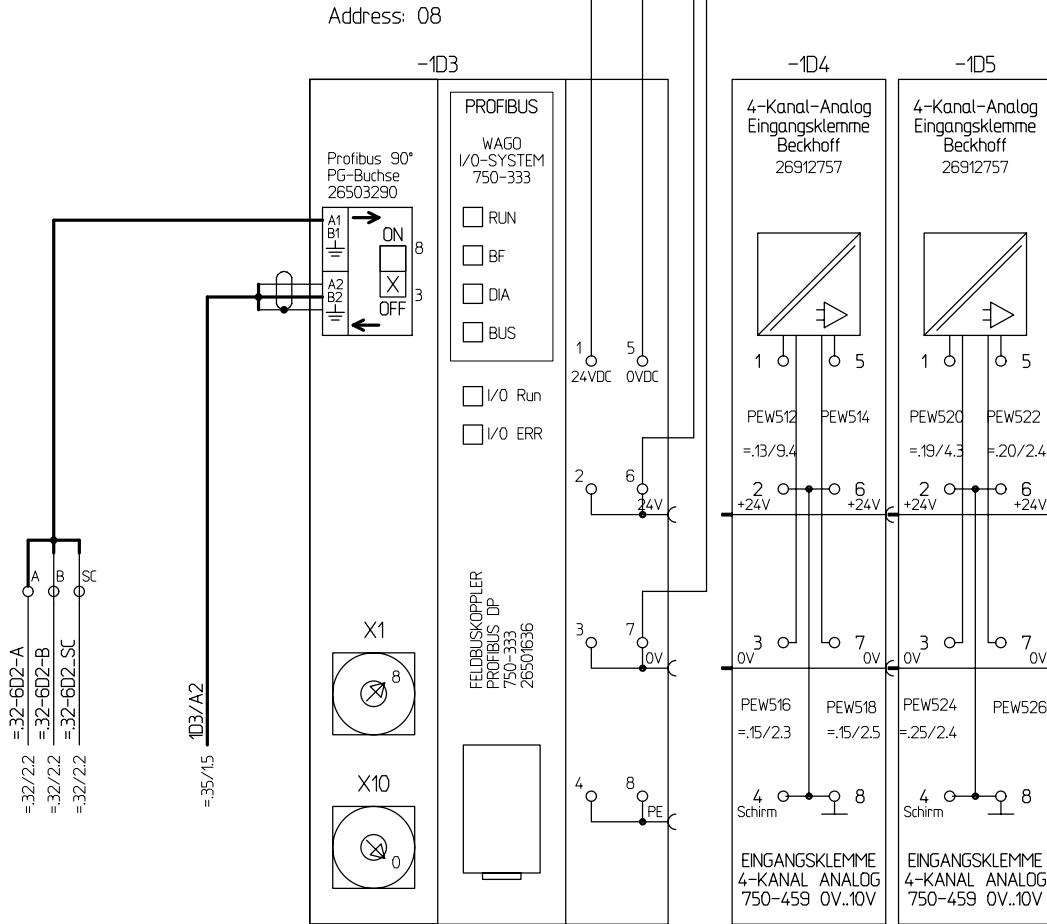 Address: 08
-1D3
-1D4
-1D5
PROFIBUS
WAGO
I/O-SYSTEM
750-333
RUN
BF
DIA
BUS
I/O Run
I/O ERR
Profibus 90°
PG-Buchse
26503290
A1
B1
A2
B2
ON
8
X
3
OFF
1
24VDC
5
0VDC
2
6
24V
3
7
0V
4
8
PE
FELDBUSKOPPLER
PROFIBUS DP
750-333
26501636
X1
8
X10
0
A
B
SC
=.32-6D2-A
=.32-6D2-B
=.32-6D2_SC
=.32/2.2
=.32/2.2
=.32/2.2
1D3/A2
=.35/1.5
4-Kanal-Analog
Eingangsklemme
Beckhoff
26912757
1
5
PEW512
PEW514
=.13/9.4
2
6
+24V
+24V
3
7
0V
0V
PEW516
PEW518
=.15/2.3
=.15/2.5
4
8
Schirm
EINGANGSKLEMME
4-KANAL ANALOG
750-459 0V..10V
4-Kanal-Analog
Eingangsklemme
Beckhoff
26912757
1
5
PEW520
PEW522
=.19/4.3
=.20/2.4
2
6
+24V
+24V
3
7
0V
0V
PEW524
PEW526
=.25/2.4
4
8
Schirm
EINGANGSKLEMME
4-KANAL ANALOG
750-459 0V..10V